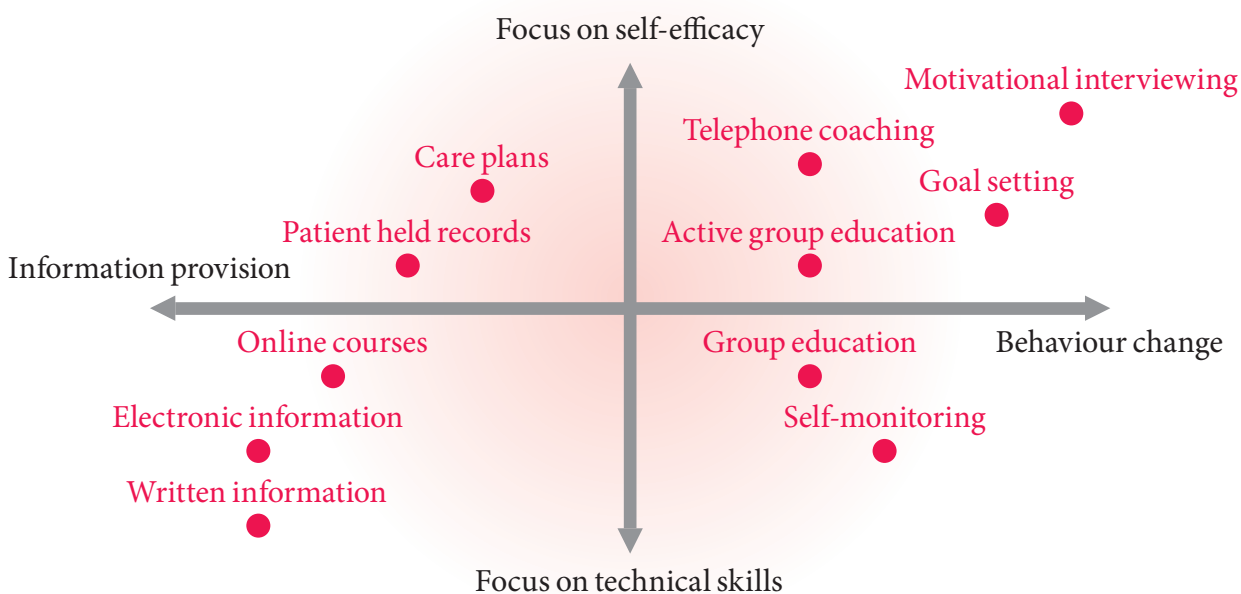 Focus on self-efficacy
Motivational interviewing
Telephone coaching
Care plans
Goal setting
Patient held records
Active group education
Information provision
Online courses
Group education
Behaviour change
Electronic information
Self-monitoring
Written information
Focus on technical skills